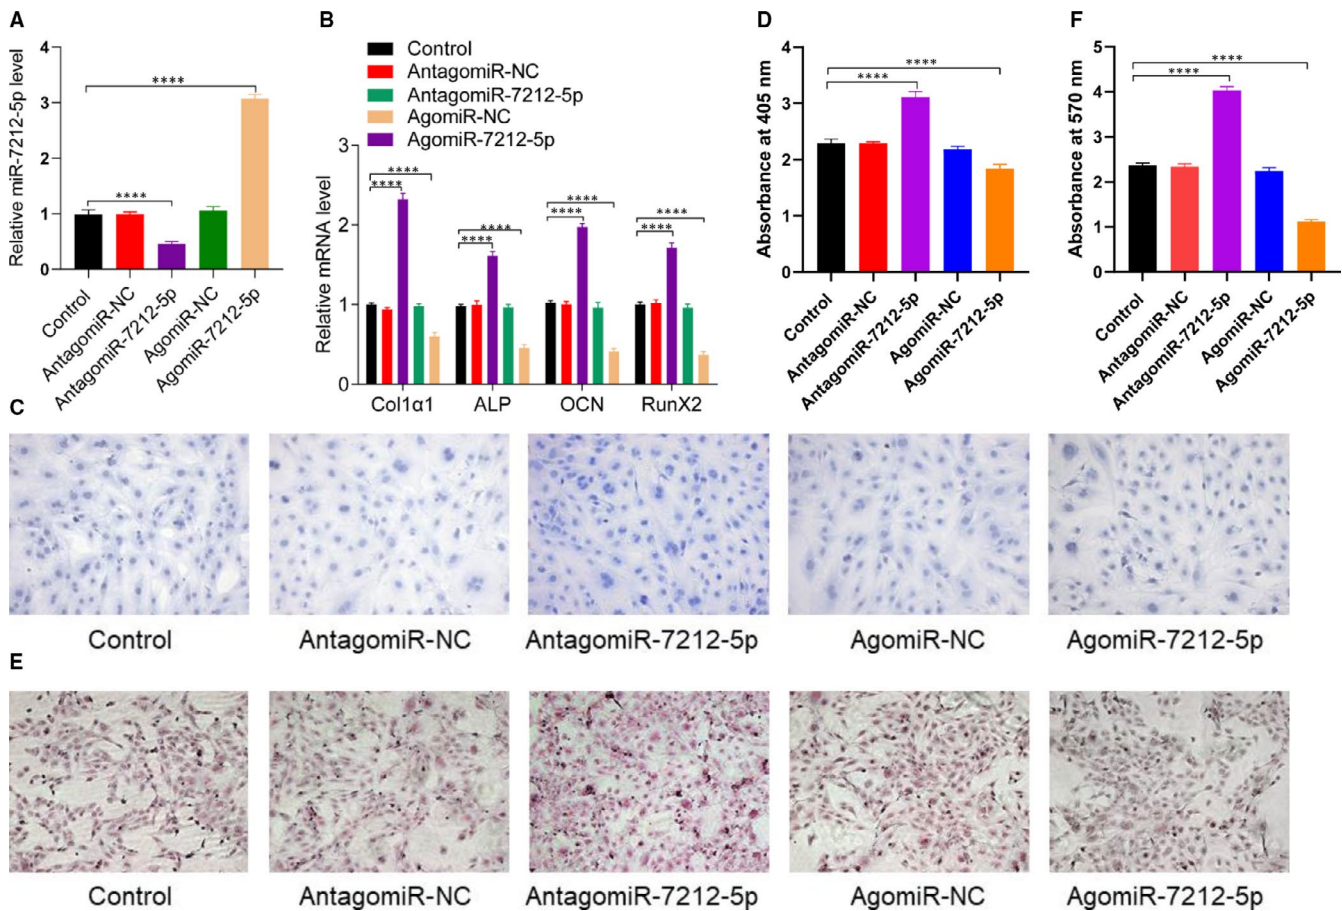 A
Relative miR-7212-5p level
4
3
2
1
0
****
****
Control
AntagomiR-NC
AntagomiR-7212-5p
AgomiR-NC
AgomiR-7212-5p
B
Control
AntagomiR-NC
AntagomiR-7212-5p
AgomiR-NC
AgomiR-7212-5p
Relative mRNA level
3
2
1
0
****
****
****
****
****
****
****
****
Col1α1
ALP
OCN
RunX2
D
Absorbance at 405 nm
4
3
2
1
0
****
****
Control
AntagomiR-NC
AntagomiR-7212-5p
AgomiR-NC
AgomiR-7212-5p
F
Absorbance at 570 nm
5
4
3
2
1
0
****
****
Control
AntagomiR-NC
AntagomiR-7212-5p
AgomiR-NC
AgomiR-7212-5p
C
Control
AntagomiR-NC
AntagomiR-7212-5p
AgomiR-NC
AgomiR-7212-5p
E
Control
AntagomiR-NC
AntagomiR-7212-5p
AgomiR-NC
AgomiR-7212-5p